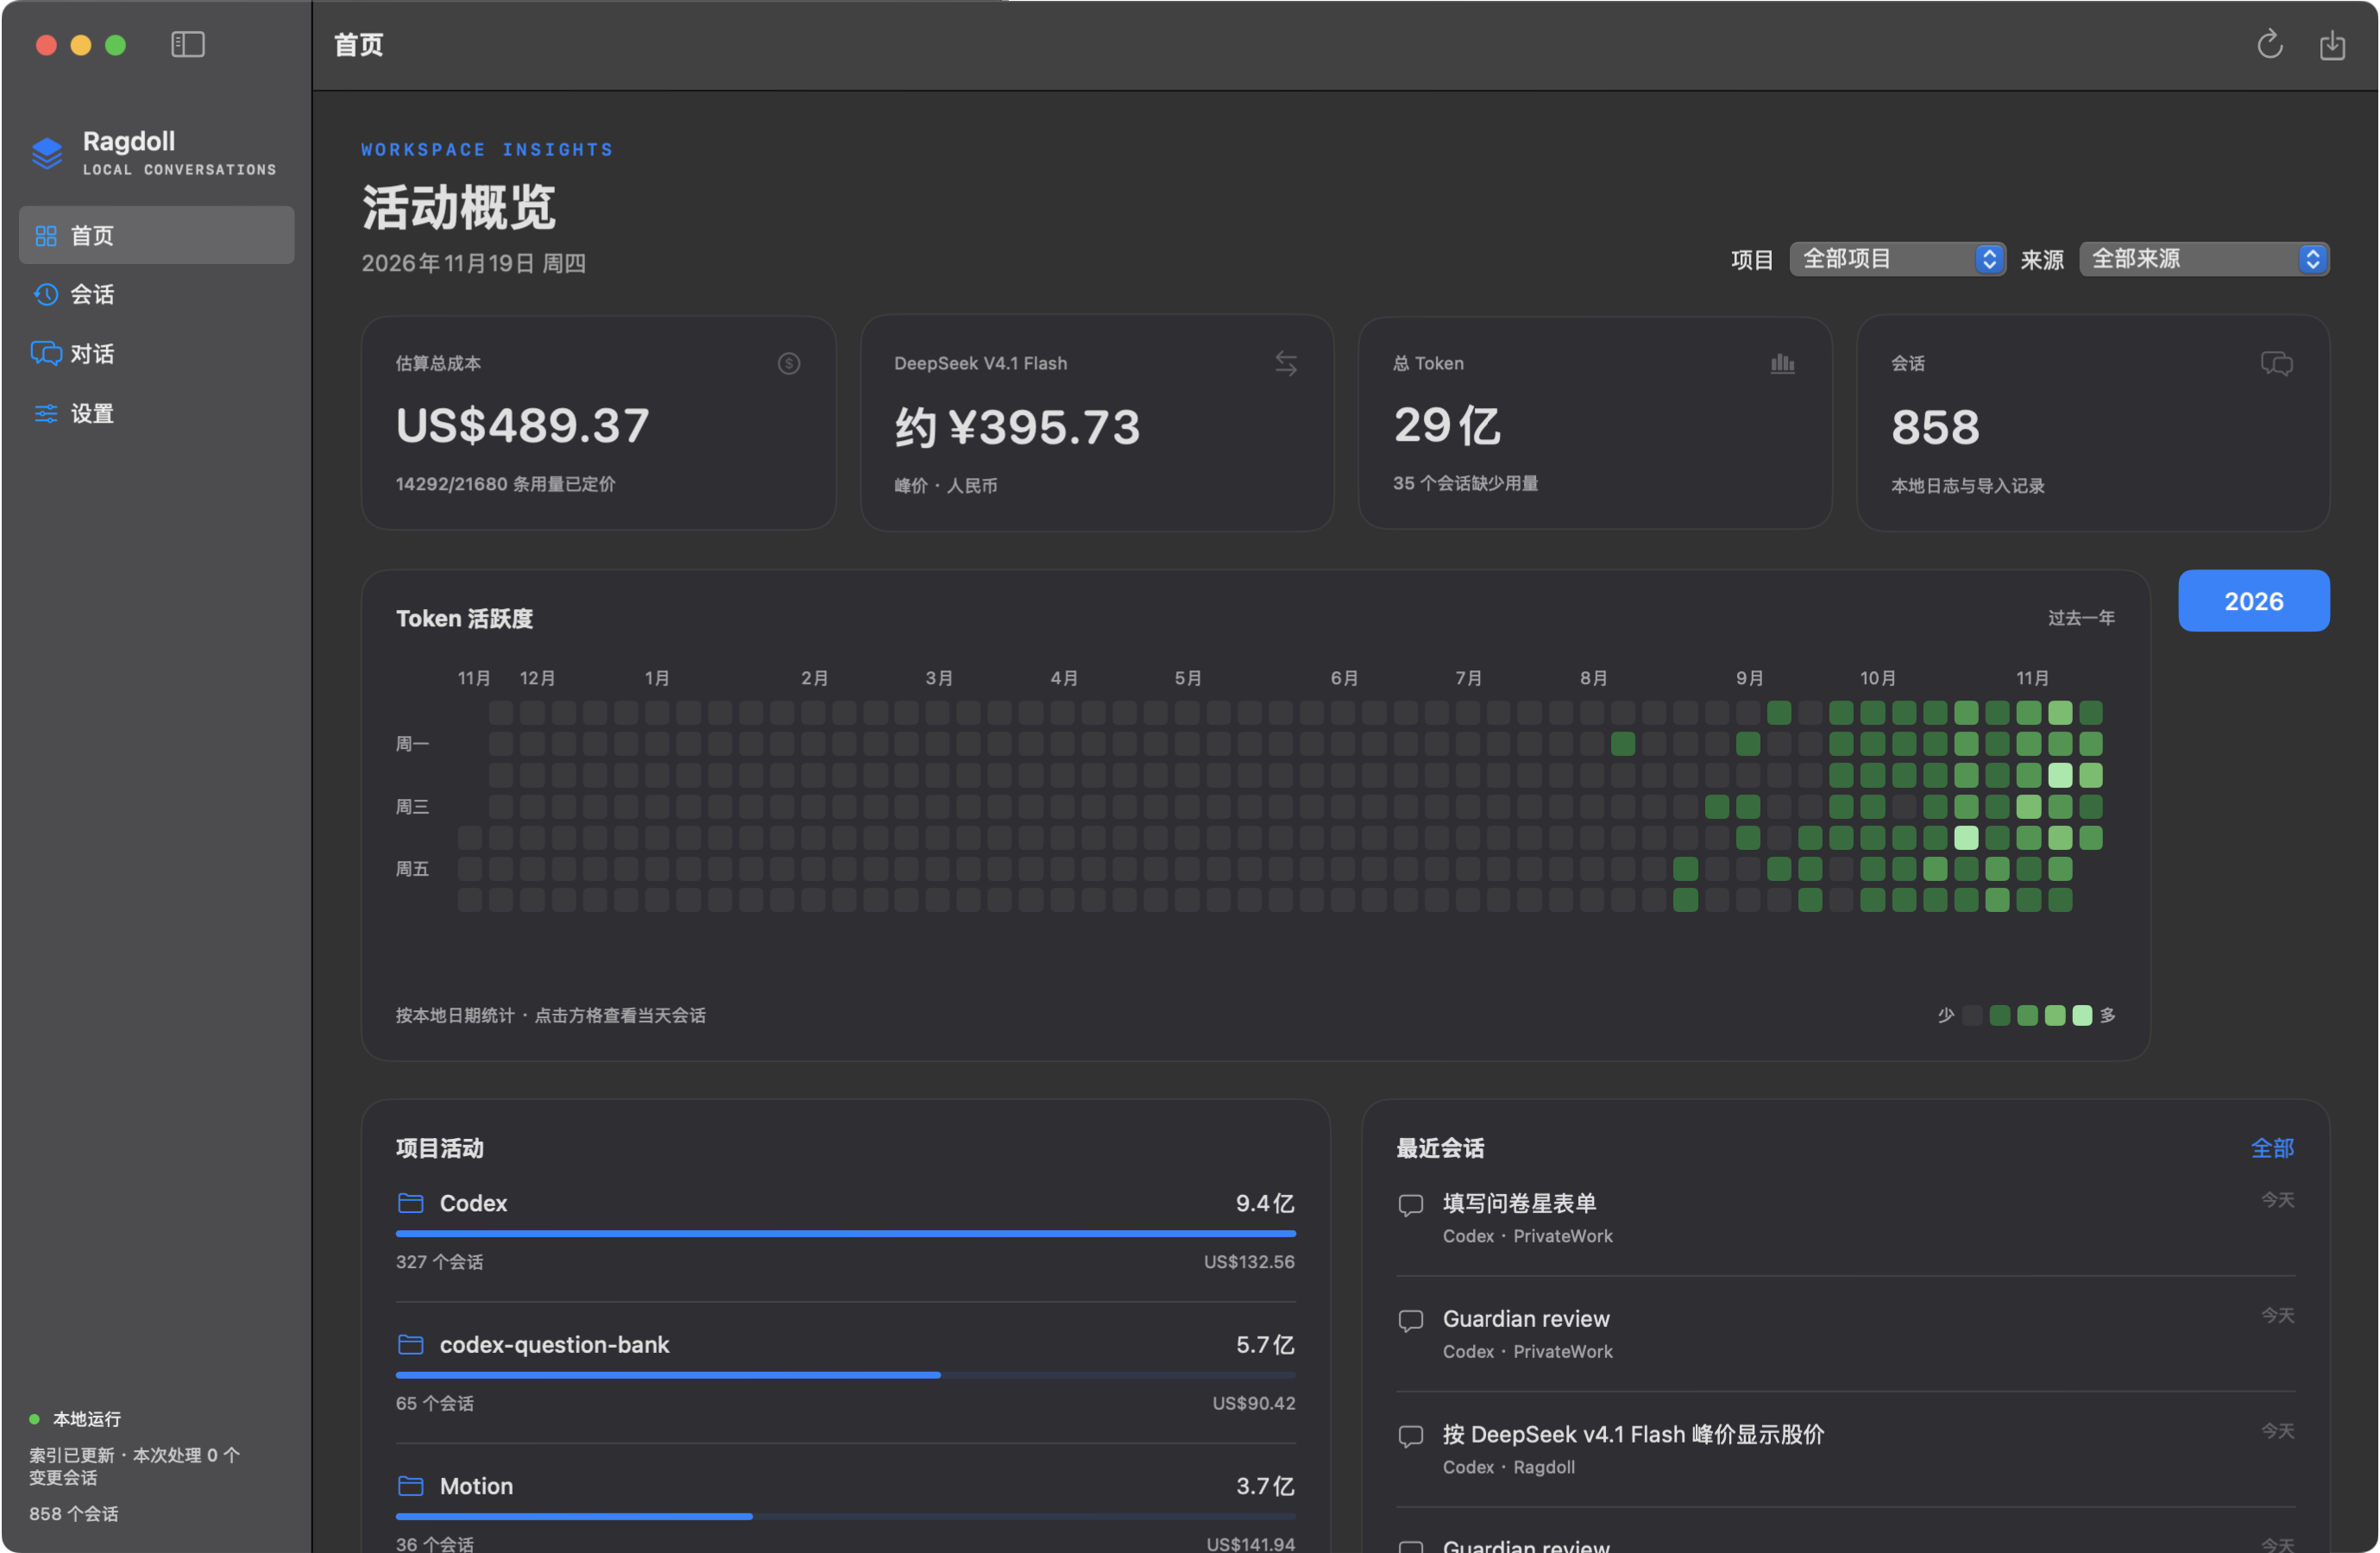 首页
Ragdoll
LOCAL CONVERSATIONS
首页
会话
对话
设置
WORKSPACE INSIGHTS
活动概览
2026年11月19日 周四
项目 全部项目 来源 全部来源
估算总成本
US$489.37
14292/21680 条用量已定价
DeepSeek V4.1 Flash
约 ¥395.73
峰价 · 人民币
总 Token
29亿
35 个会话缺少用量
会话
858
本地日志与导入记录
Token 活跃度 过去一年
2026
11月 12月 1月 2月 3月 4月 5月 6月 7月 8月 9月 10月 11月
周一
周三
周五
按本地日期统计 · 点击方格查看当天会话
少 多
项目活动
Codex 9.4亿
327 个会话 US$132.56
codex-question-bank 5.7亿
65 个会话 US$90.42
Motion 3.7亿
36 个会话 US$141.94
最近会话 全部
填写问卷星表单 今天
Codex · PrivateWork
Guardian review 今天
Codex · PrivateWork
按 DeepSeek v4.1 Flash 峰价显示股价 今天
Codex · Ragdoll
Guardian review 今天
本地运行
索引已更新 · 本次处理 0 个
变更会话
858 个会话